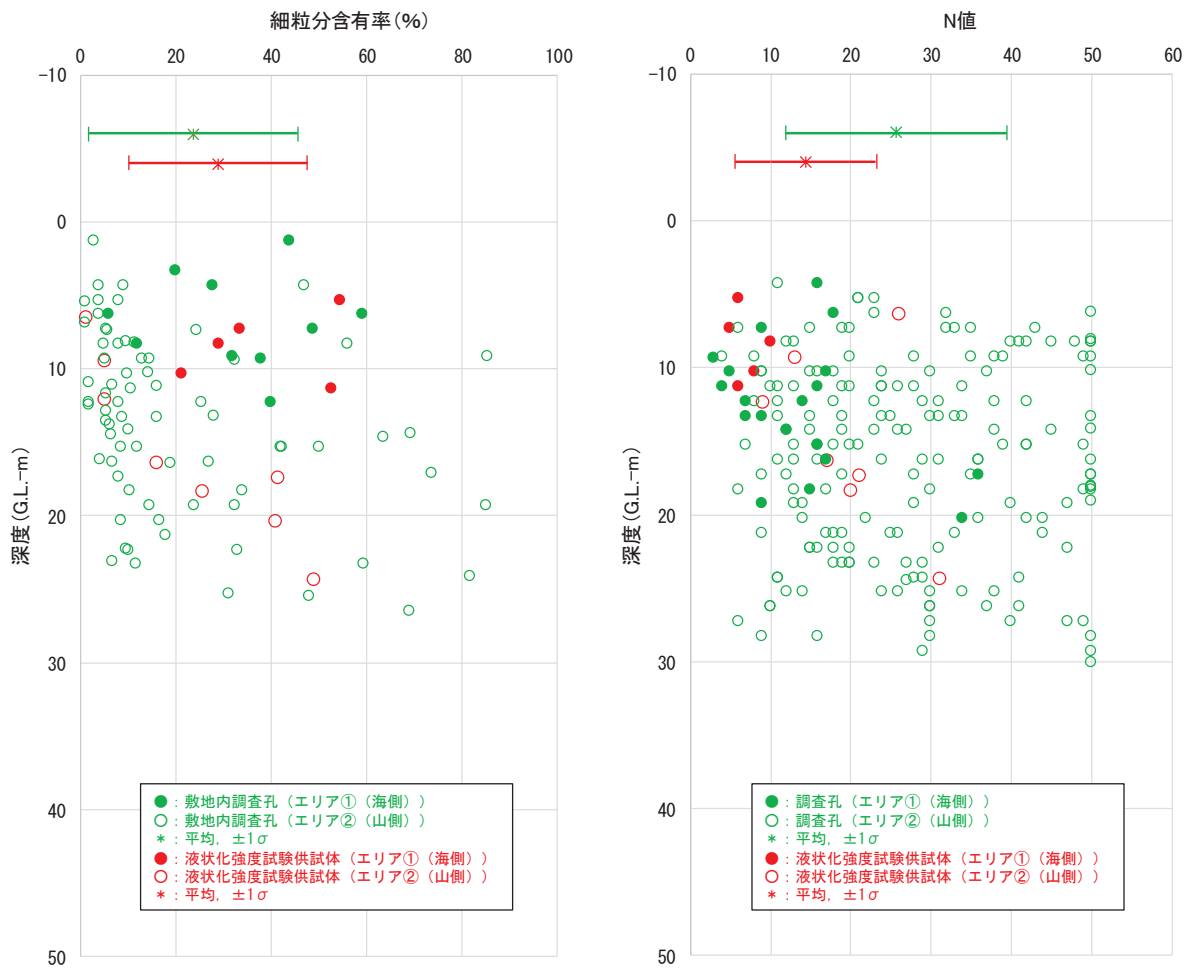 細粒分含有率（%）
0 20 40 60 80 100
-10
0
10
20
30
40
50
深度（G.L.-m）
●：敷地内調査孔（エリア①（海側））
○：敷地内調査孔（エリア②（山側））
*：平均，±1σ
●：液状化強度試験供試体（エリア①（海側））
○：液状化強度試験供試体（エリア②（山側））
*：平均，±1σ
N値
0 10 20 30 40 50 60
-10
0
10
20
30
40
50
深度（G.L.-m）
●：調査孔（エリア①（海側））
○：調査孔（エリア②（山側））
*：平均，±1σ
●：液状化強度試験供試体（エリア①（海側））
○：液状化強度試験供試体（エリア②（山側））
*：平均，±1σ